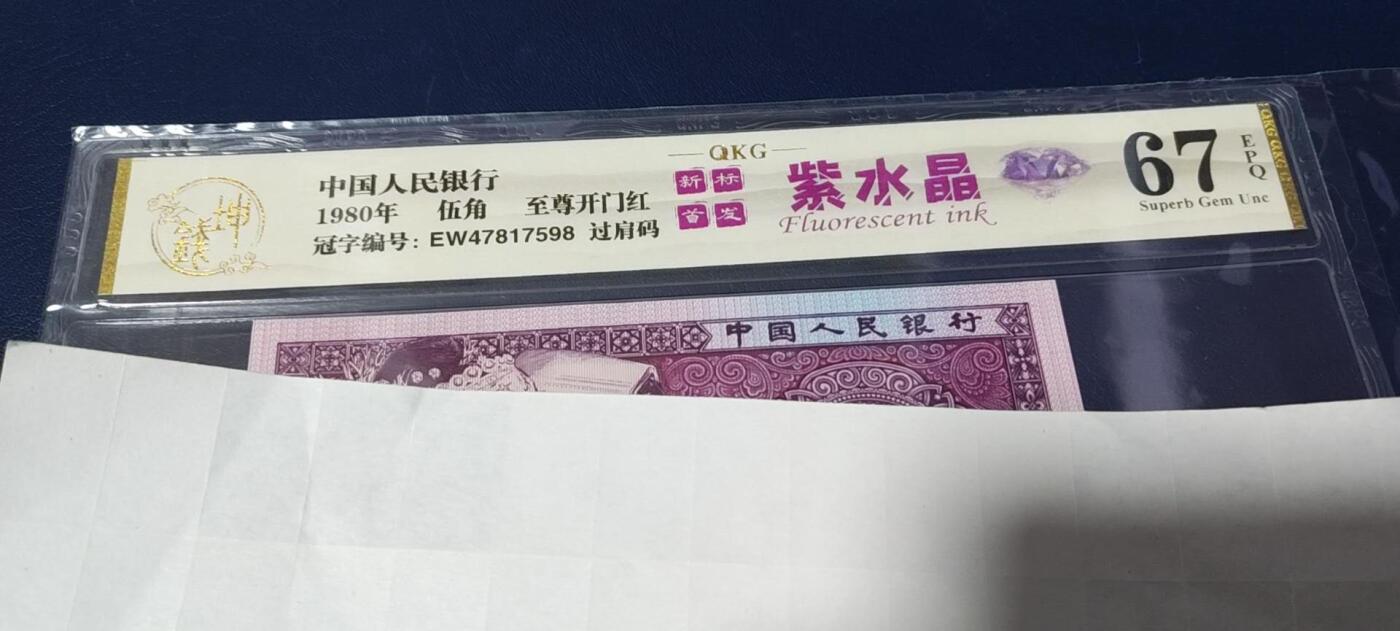 QKG
中国人民银行
1980年 伍角 至尊开门红
冠字编号: EW47817598 过肩码
新标
首发
紫水晶
Fluorescent ink
67
EPQ
Superb Gem Unc
中国人民银行